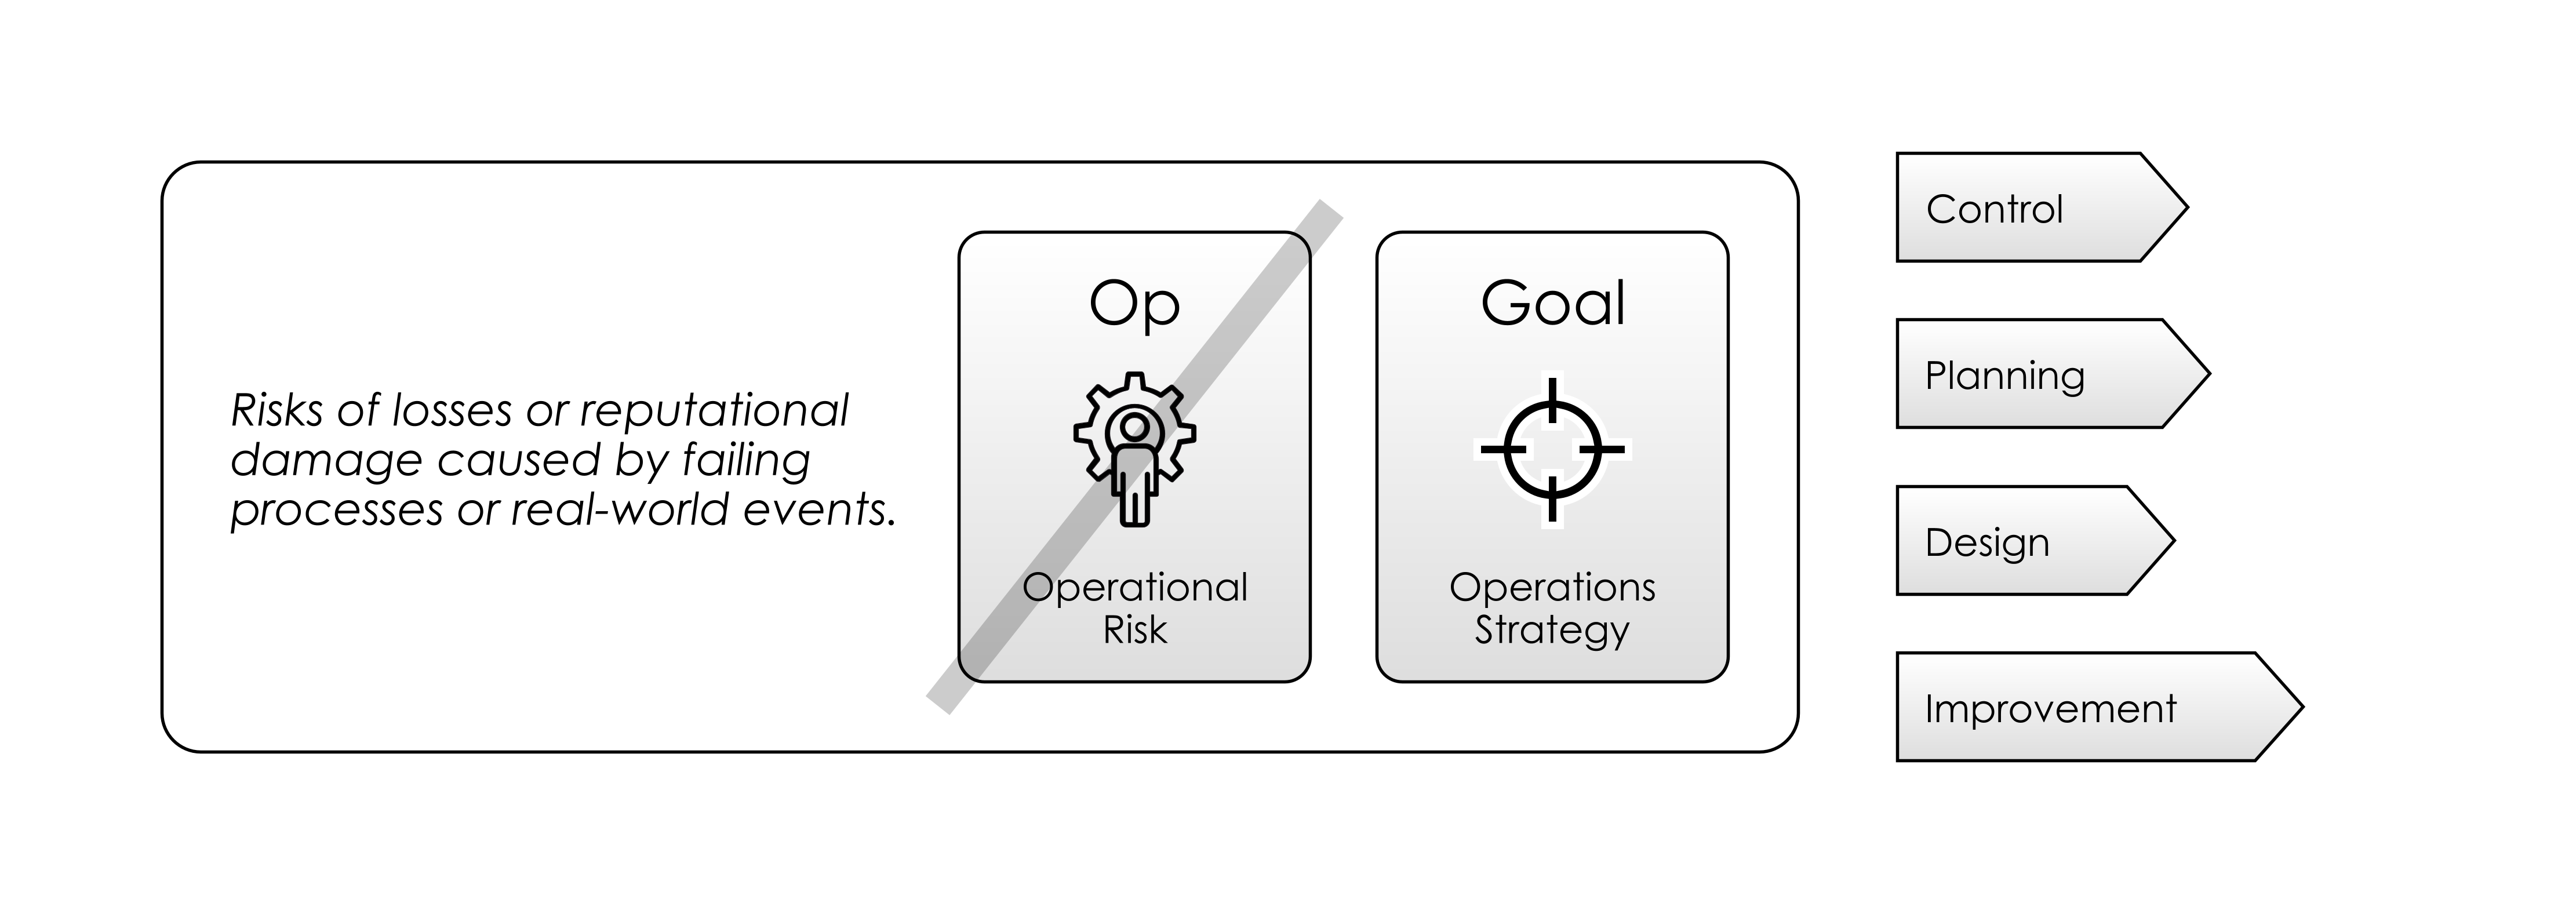 Risks of losses or reputational
damage caused by failing
processes or real-world events.
Op
Operational
Risk
Goal
Operations
Strategy
Control
Planning
Design
Improvement